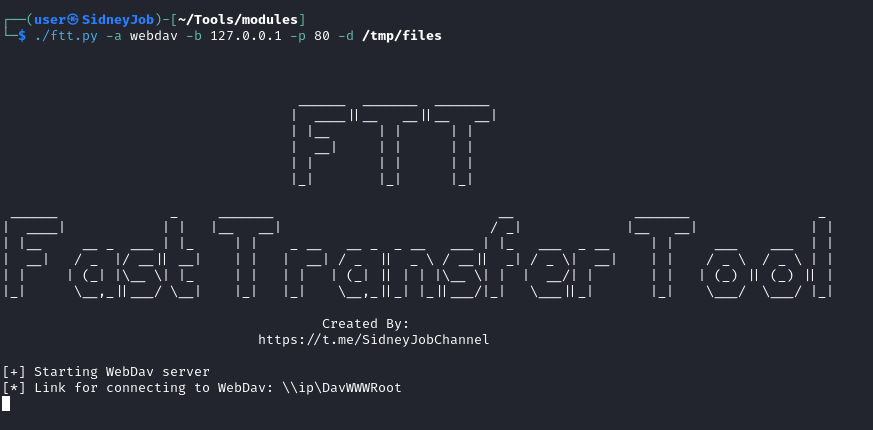 ┌──(user㉿SidneyJob)-[~/Tools/modules]
└─$ ./ftt.py -a webdav -b 127.0.0.1 -p 80 -d /tmp/files
FTT
Fast Transfer Tool
Created By:
https://t.me/SidneyJobChannel
[+] Starting WebDav server
[*] Link for connecting to WebDav: \\ip\DavWWWRoot